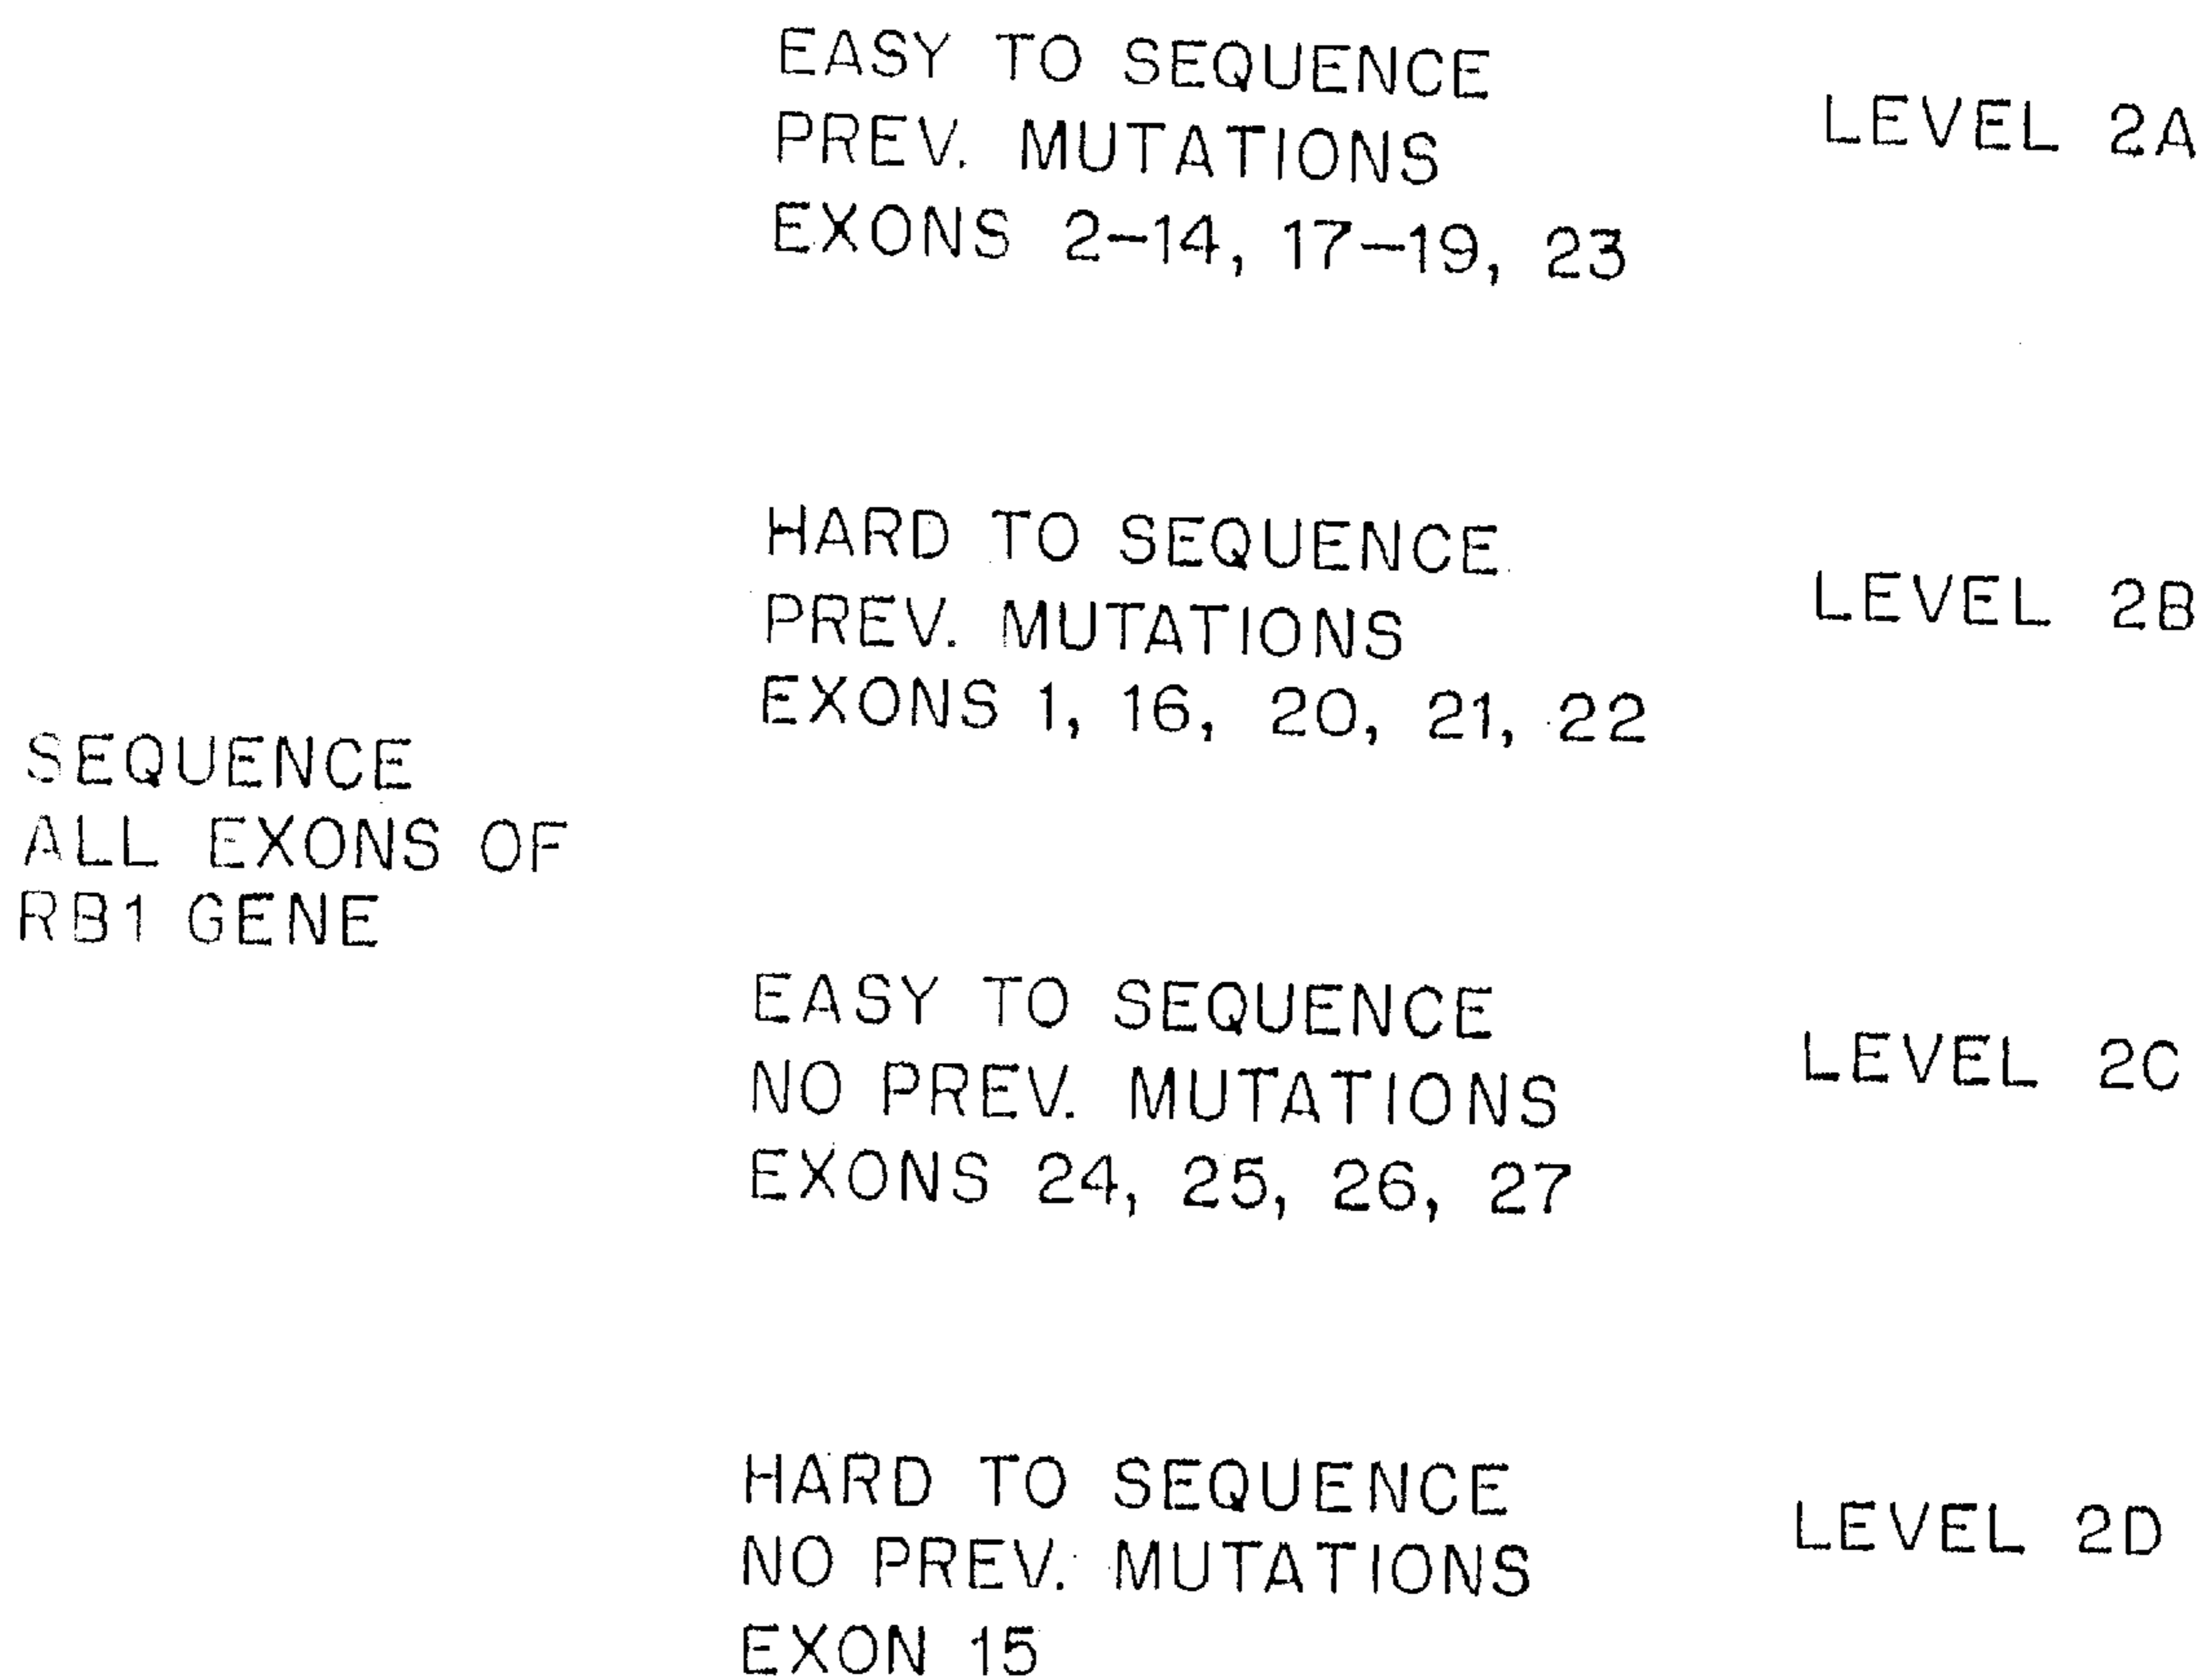 EASY TO SEQUENCE
PREV. MUTATIONS
EXONS 2-14, 17-19, 23
LEVEL 2A
HARD TO SEQUENCE
PREV. MUTATIONS
EXONS 1, 16, 20, 21, 22
LEVEL 2B
SEQUENCE
ALL EXONS OF
RB1 GENE
EASY TO SEQUENCE
NO PREV. MUTATIONS
EXONS 24, 25, 26, 27
LEVEL 2C
HARD TO SEQUENCE
NO PREV. MUTATIONS
EXON 15
LEVEL 2D